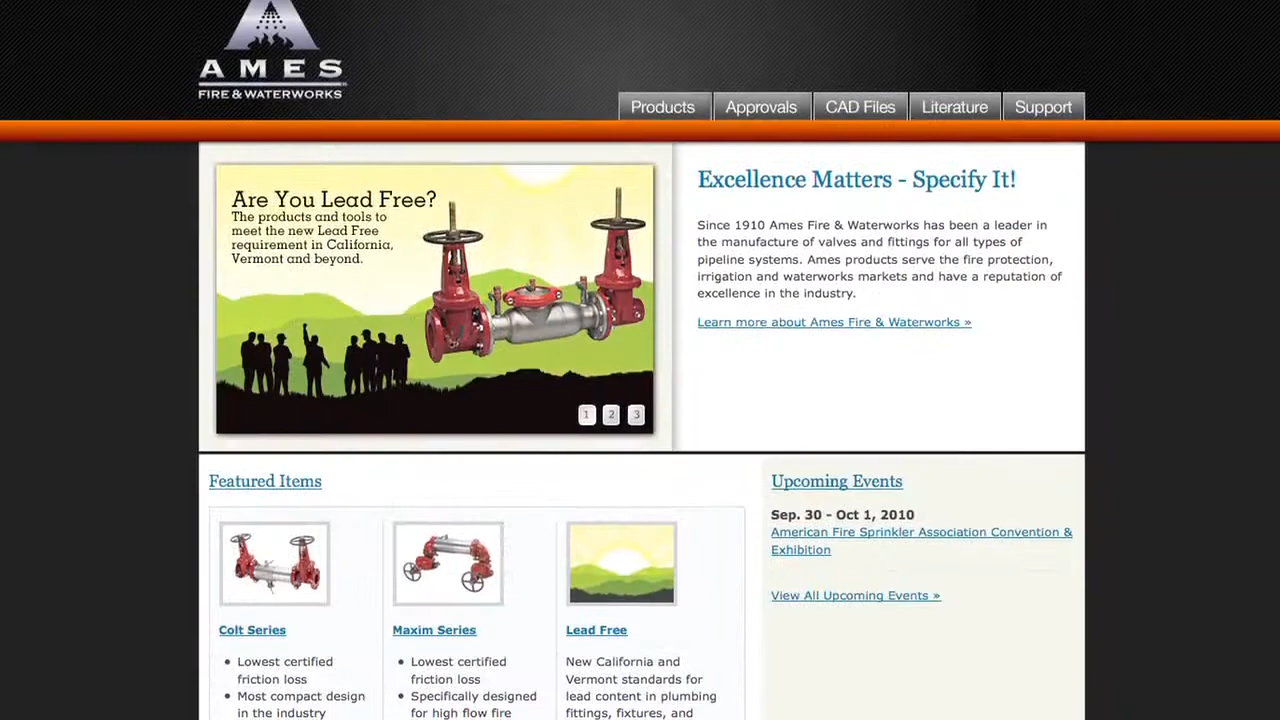 AMES
FIRE & WATERWORKS
Products
Approvals
CAD Files
Literature
Support
Are You Lead Free?
The products and tools to
meet the new Lead Free
requirement in California,
Vermont and beyond.
1
2
3
Excellence Matters - Specify It!
Since 1910 Ames Fire & Waterworks has been a leader in
the manufacture of valves and fittings for all types of
pipeline systems. Ames products serve the fire protection,
irrigation and waterworks markets and have a reputation of
excellence in the industry.
Learn more about Ames Fire & Waterworks »
Featured Items
Colt Series
• Lowest certified
friction loss
• Most compact design
in the industry
Maxim Series
• Lowest certified
friction loss
• Specifically designed
for high flow fire
Lead Free
New California and
Vermont standards for
lead content in plumbing
fittings, fixtures, and
Upcoming Events
Sep. 30 - Oct 1, 2010
American Fire Sprinkler Association Convention &
Exhibition
View All Upcoming Events »